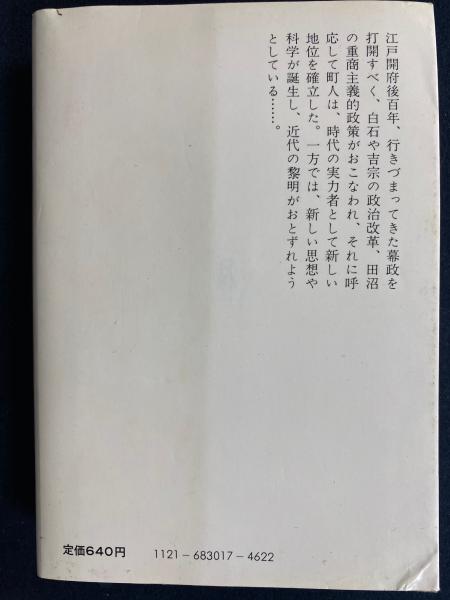 江戸開府後百年、行きづまってきた幕政を
打開すべく、白石や吉宗の政治改革、田沼
の重商主義的政策がおこなわれ、それに呼
応して町人は、時代の実力者として新しい
地位を確立した。一方では、新しい思想や
科学が誕生し、近代の黎明がおとずれよう
としている……。
定価640円
1121-683017-4622